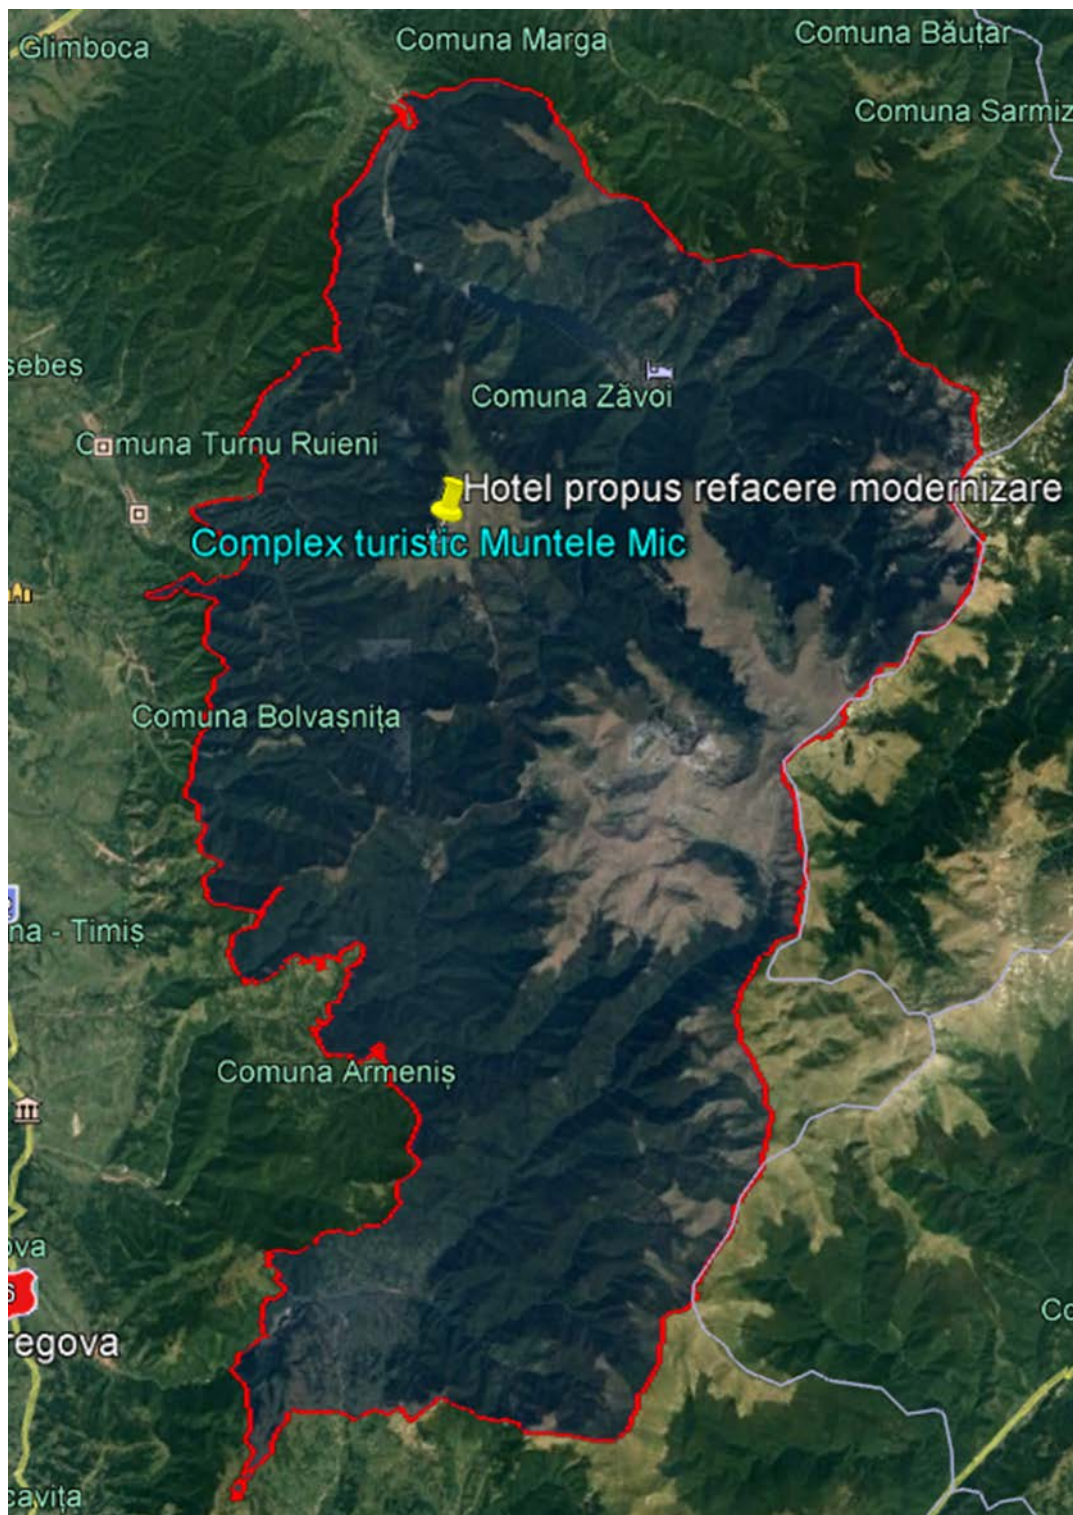 Glimboca
Comuna Marga
Comuna Băuțar
Comuna Sarmiz
sebeș
Comuna Zăvoi
Comuna Turnu Ruieni
Hotel propus refacere modernizare
Complex turistic Muntele Mic
Comuna Bolvașnița
na - Timiș
Comuna Armeniș
ova
6
Co
egova
cavița